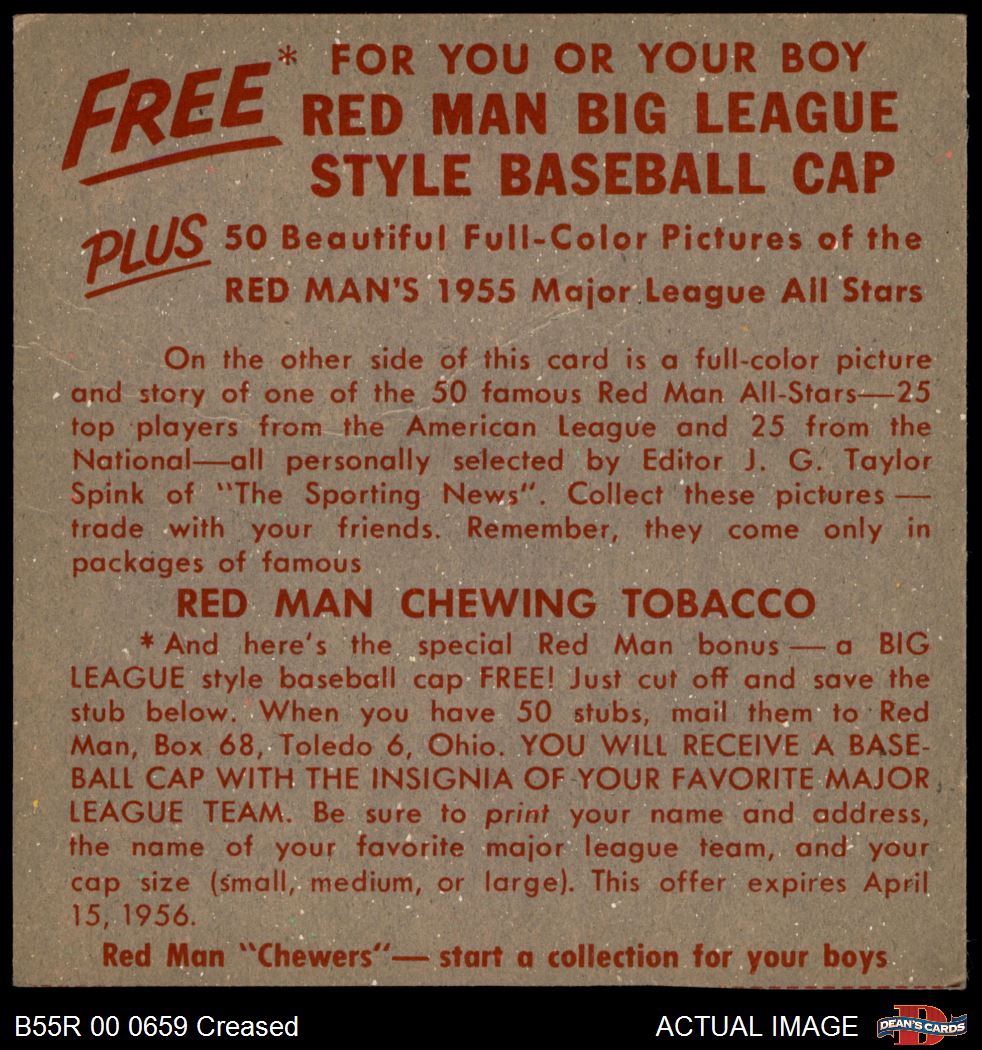 FREE* FOR YOU OR YOUR BOY
RED MAN BIG LEAGUE
STYLE BASEBALL CAP
PLUS 50 Beautiful Full-Color Pictures of the
RED MAN'S 1955 Major League All Stars
On the other side of this card is a full-color picture
and story of one of the 50 famous Red Man All-Stars—25
top players from the American League and 25 from the
National—all personally selected by Editor J. G. Taylor
Spink of "The Sporting News". Collect these pictures —
trade with your friends. Remember, they come only in
packages of famous
RED MAN CHEWING TOBACCO
* And here's the special Red Man bonus — a BIG
LEAGUE style baseball cap FREE! Just cut off and save the
stub below. When you have 50 stubs, mail them to Red
Man, Box 68, Toledo 6, Ohio. YOU WILL RECEIVE A BASE-
BALL CAP WITH THE INSIGNIA OF YOUR FAVORITE MAJOR
LEAGUE TEAM. Be sure to print your name and address,
the name of your favorite major league team, and your
cap size (small, medium, or large). This offer expires April
15, 1956.
Red Man "Chewers"— start a collection for your boys
B55R 00 0659 Creased
ACTUAL IMAGE
D
DEAN'S CARDS